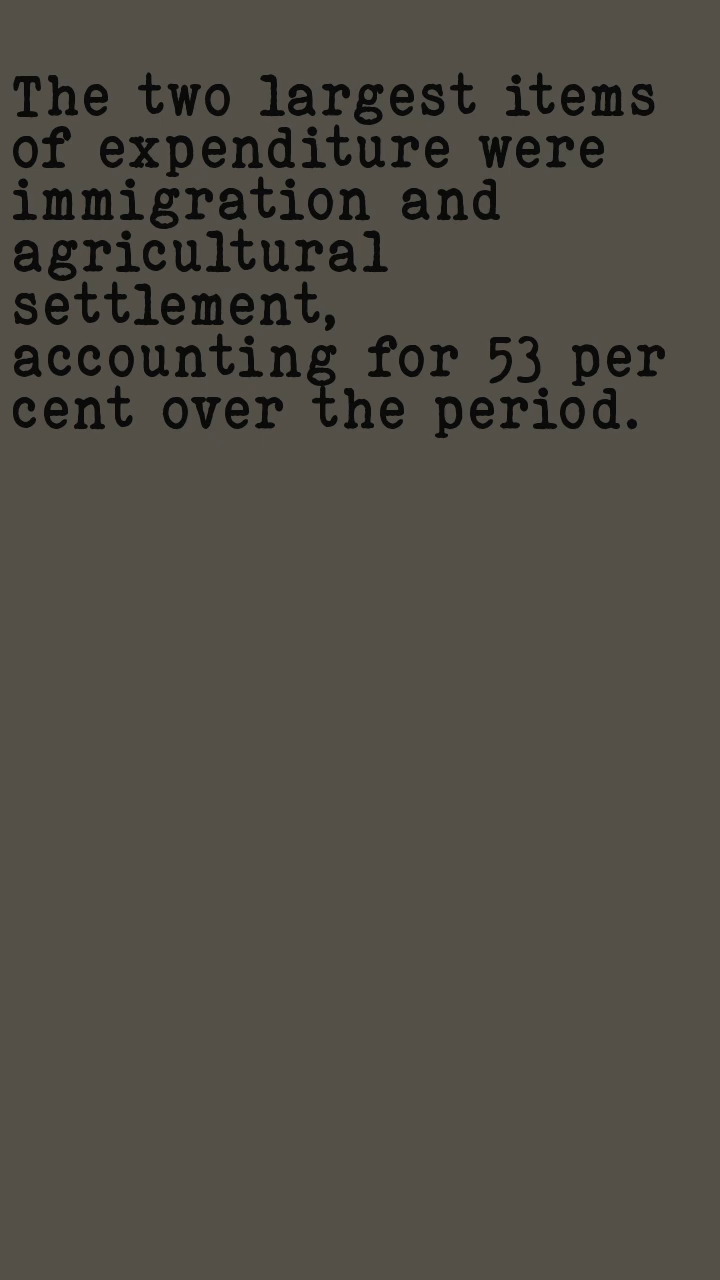 The two largest items
of expenditure were
immigration and
agricultural
settlement,
accounting for 53 per
cent over the period.